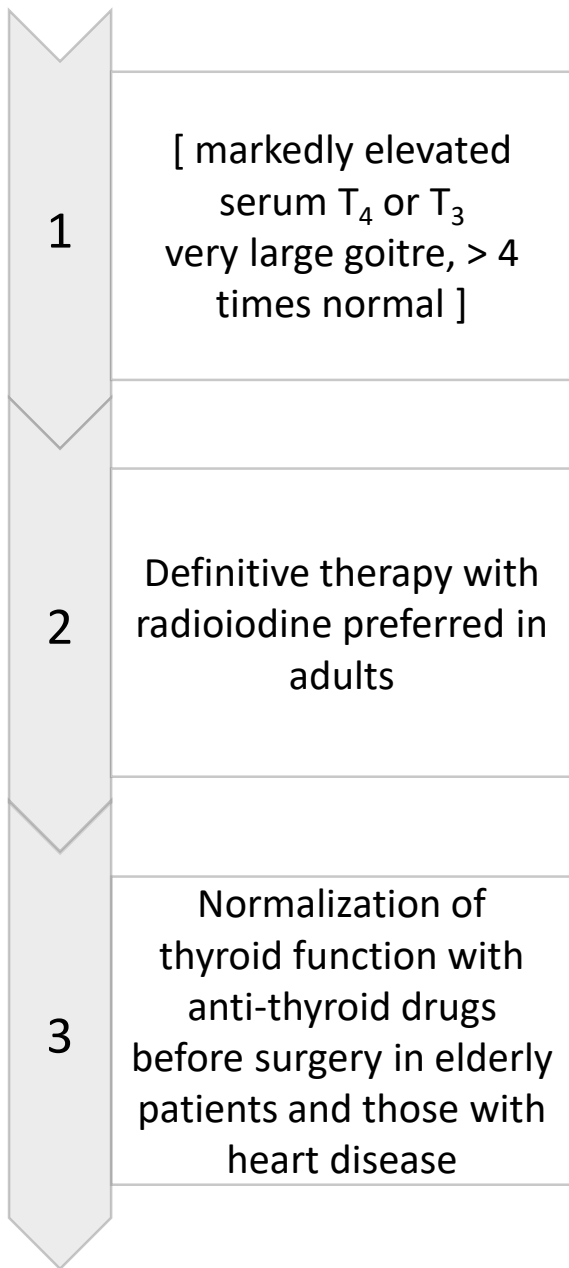 1
[ markedly elevated
serum T₄ or T₃
very large goitre, > 4
times normal ]
2
Definitive therapy with
radioiodine preferred in
adults
3
Normalization of
thyroid function with
anti-thyroid drugs
before surgery in elderly
patients and those with
heart disease